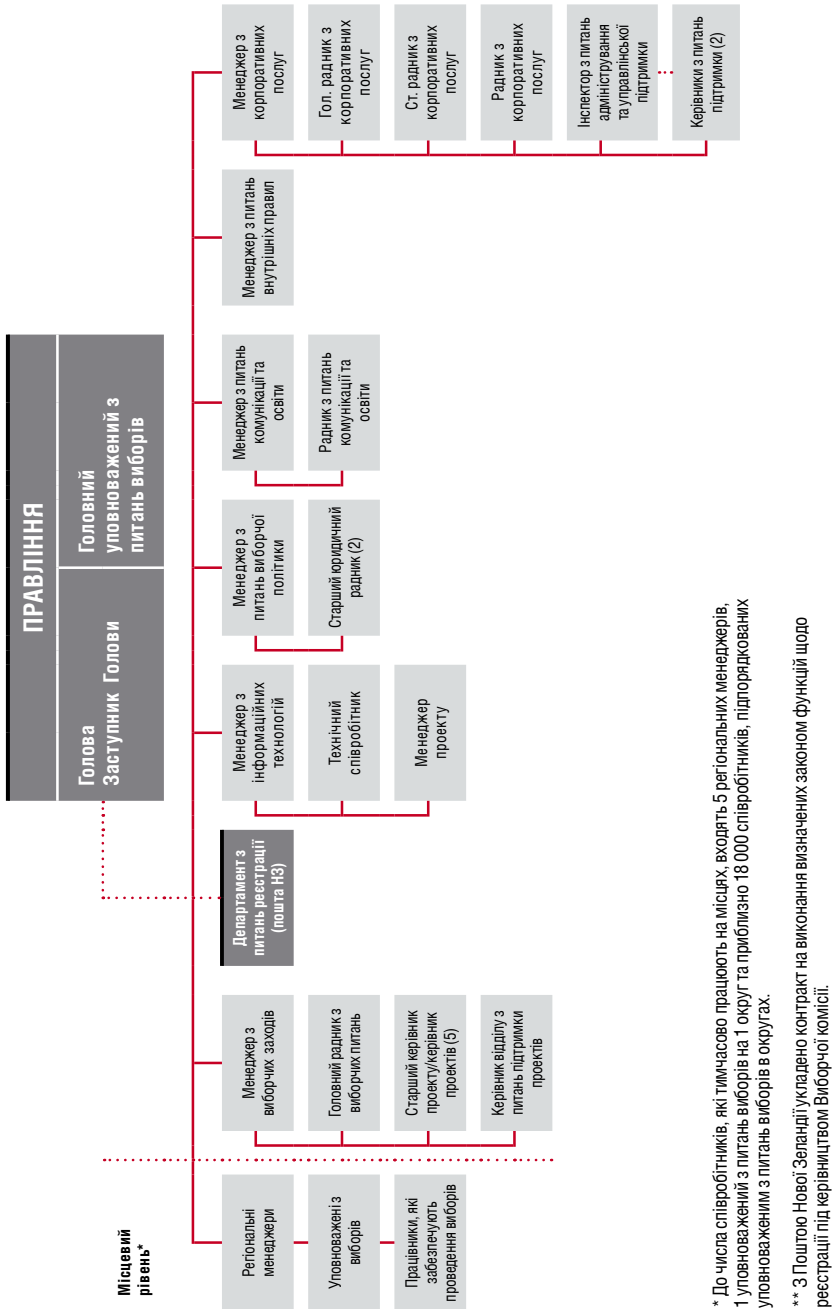 ПРАВЛІННЯ
Голова
Заступник Голови
Головний
уповноважений з
питань виборів
Місцевий
рівень*
Регіональні
менеджери
Уповноважені з
виборів
Працівники, які
забезпечують
проведення виборів
Менеджер з
виборчих заходів
Головний радник з
виборчих питань
Старший керівник
проекту/керівник
проектів (5)
Керівник відділу з
питань підтримки
проектів
Департамент з
питань реєстрації
(пошта НЗ)
Менеджер з
інформаційних
технологій
Технічний
співробітник
Менеджер
проекту
Менеджер з
питань виборчої
політики
Старший юридичний
радник (2)
Менеджер з питань
комунікації та
освіти
Радник з питань
комунікації та
освіти
Менеджер з питань
внутрішніх правил
Менеджер з
корпоративних
послуг
Гол. радник з
корпоративних
послуг
Ст. радник з
корпоративних
послуг
Радник з
корпоративних
послуг
Інспектор з питань
адміністрування
та управлінської
підтримки
Керівники з питань
підтримки (2)
* До числа співробітників, які тимчасово працюють на місцях, входять 5 регіональних менеджерів,
1 уповноважений з питань виборів на 1 округ та приблизно 18 000 співробітників, підпорядкованих
уповноваженим з питань виборів в округах.
** З Поштою Нової Зеландії укладено контракт на виконання визначених законом функцій щодо
реєстрації під керівництвом Виборчої комісії.